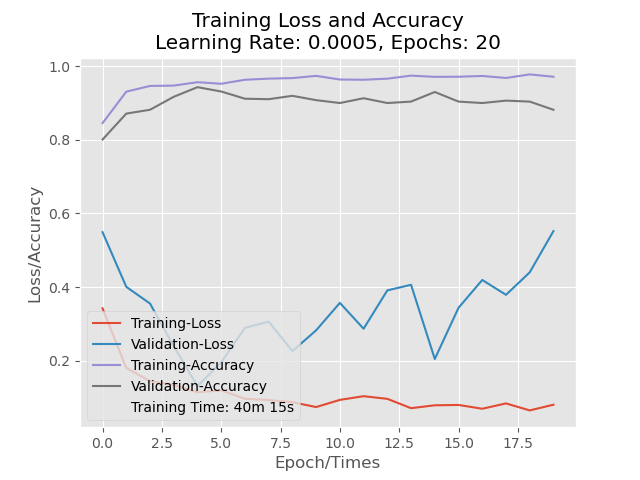 Training Loss and Accuracy
Learning Rate: 0.0005, Epochs: 20
1.0
0.8
0.6
0.4
0.2
Loss/Accuracy
Training-Loss
Validation-Loss
Training-Accuracy
Validation-Accuracy
Training Time: 40m 15s
0.0 2.5 5.0 7.5 10.0 12.5 15.0 17.5
Epoch/Times